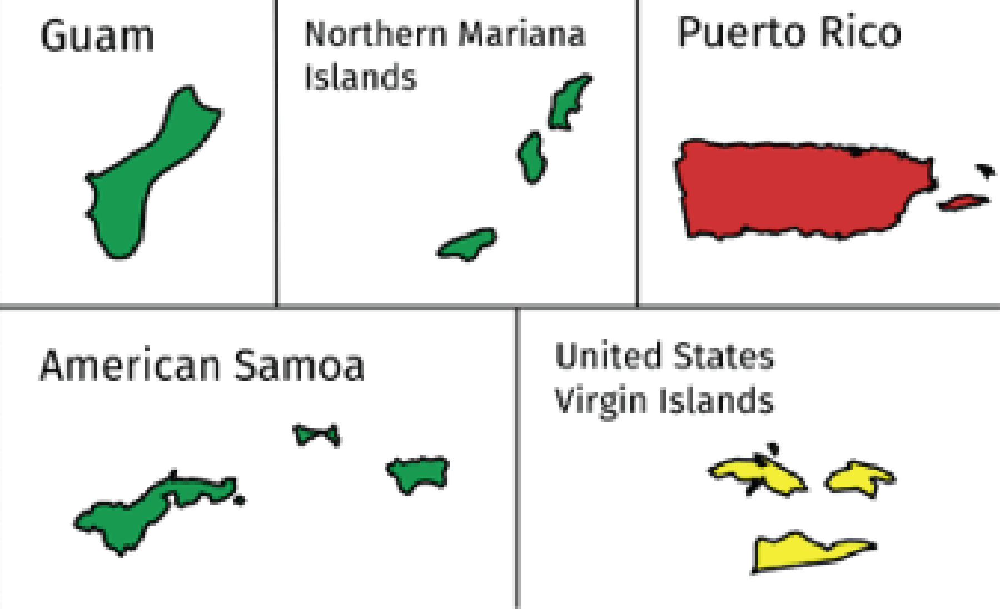 Guam
Northern Mariana
Islands
Puerto Rico
American Samoa
United States
Virgin Islands